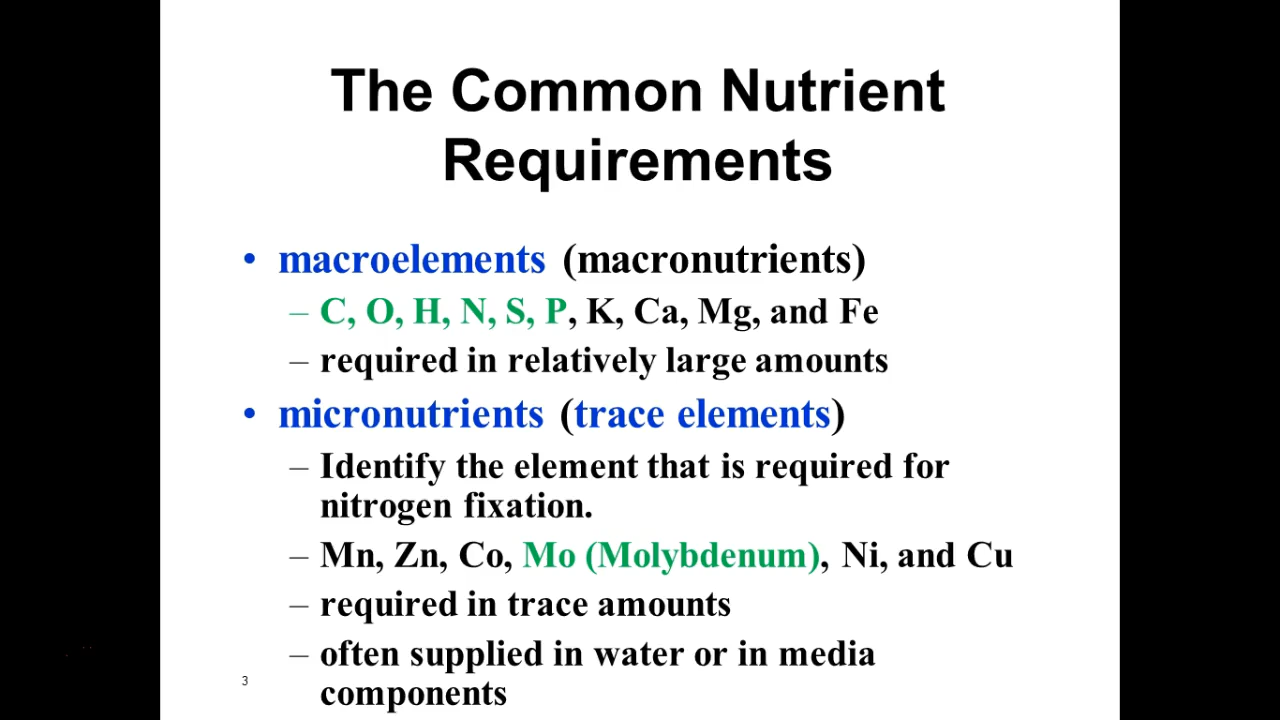 The Common Nutrient
Requirements
• macroelements (macronutrients)
– C, O, H, N, S, P, K, Ca, Mg, and Fe
– required in relatively large amounts
• micronutrients (trace elements)
– Identify the element that is required for
nitrogen fixation.
– Mn, Zn, Co, Mo (Molybdenum), Ni, and Cu
– required in trace amounts
– often supplied in water or in media
components
3